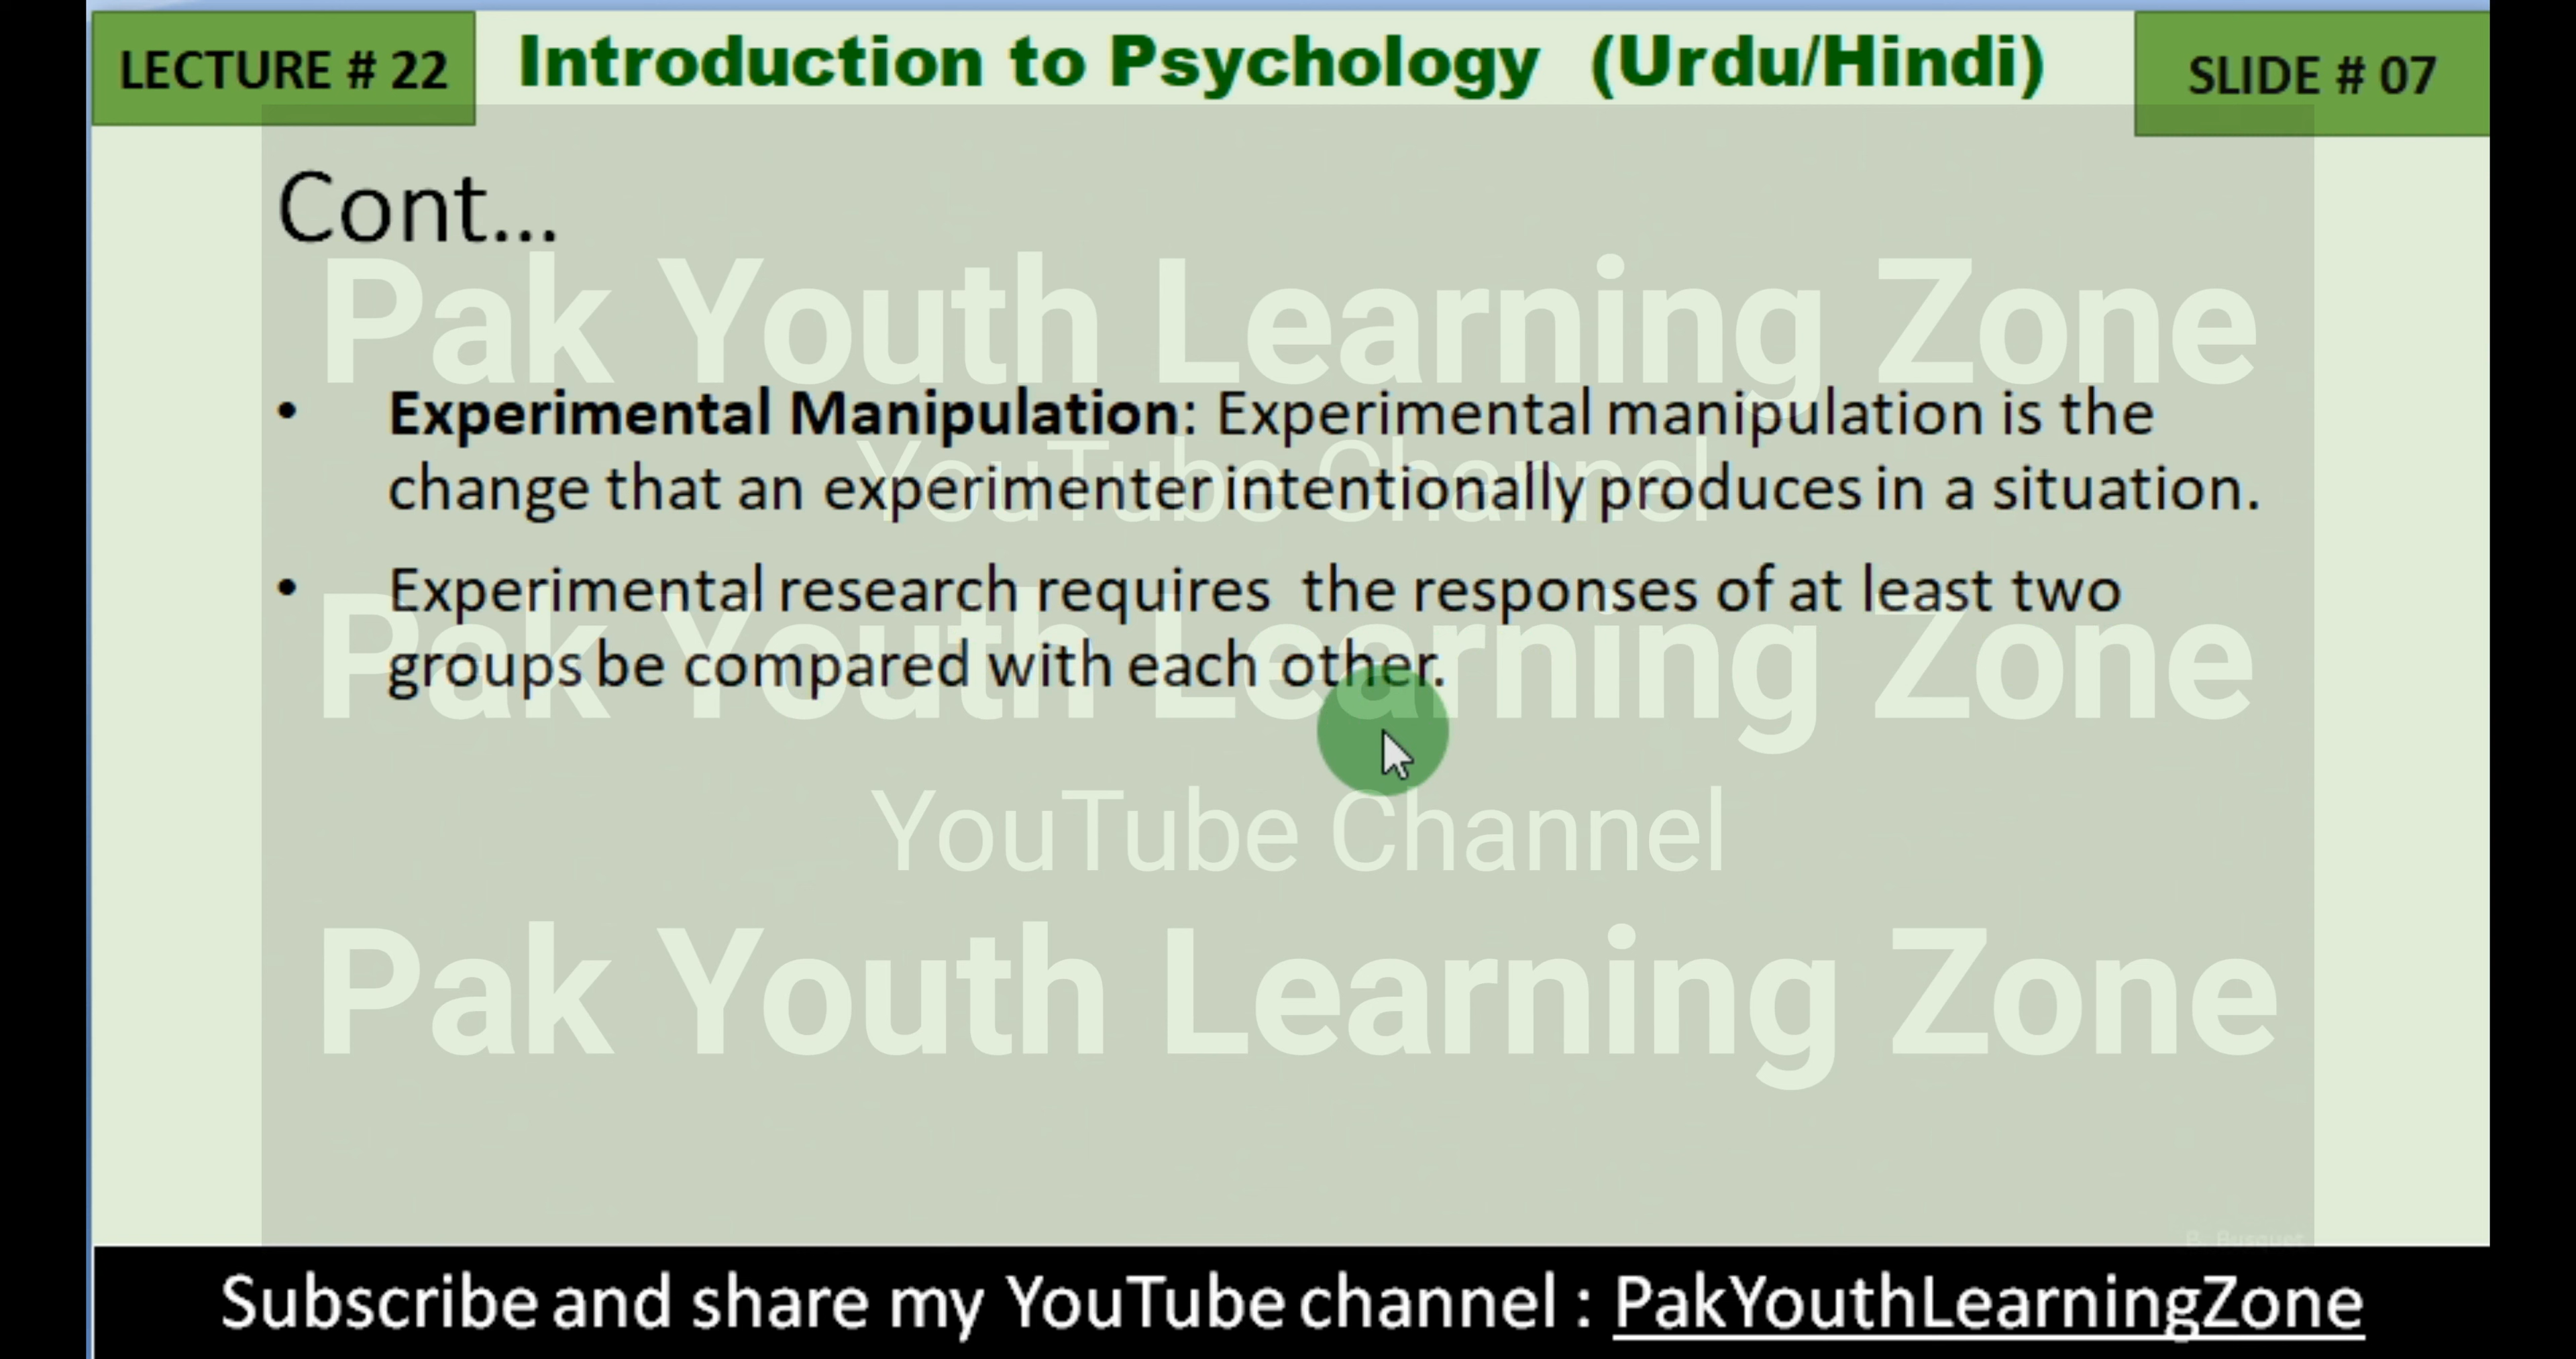 LECTURE # 22
Introduction to Psychology (Urdu/Hindi)
SLIDE # 07
Cont...
Pak Youth Learning Zone
• Experimental Manipulation: Experimental manipulation is the
YouTube Channel
change that an experimenter intentionally produces in a situation.
• Experimental research requires the responses of at least two
Pak Youth Learning Zone
groups be compared with each other.
YouTube Channel
Pak Youth Learning Zone
B. Busquet
Subscribe and share my YouTube channel : PakYouthLearningZone